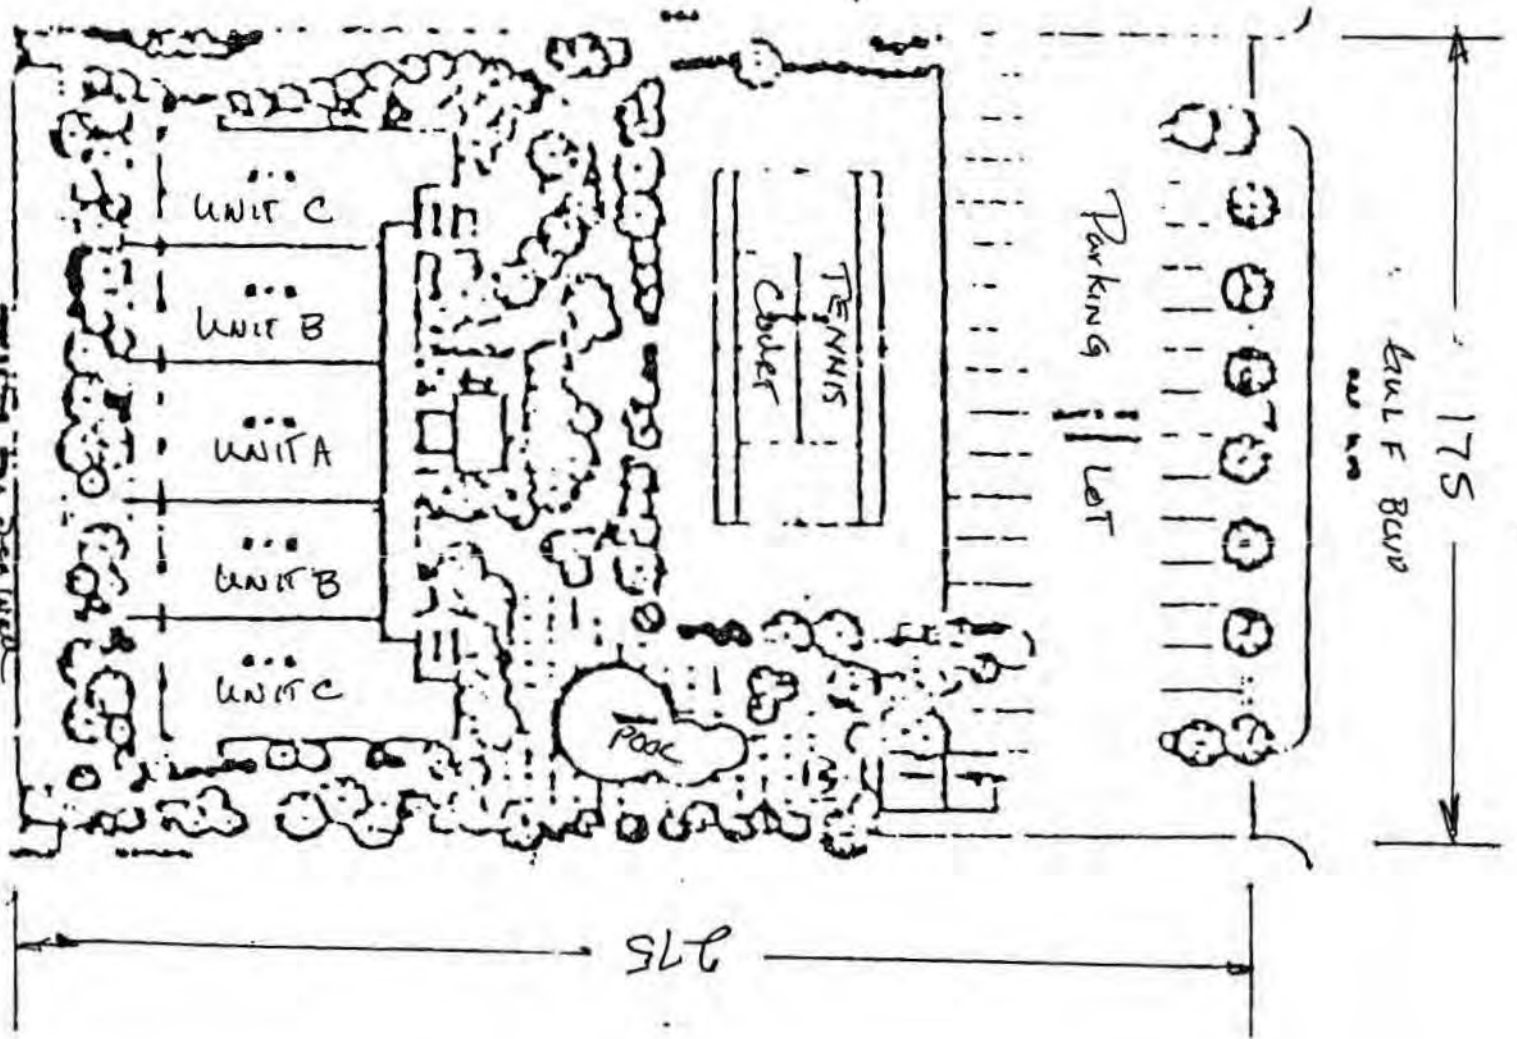 UNIT C
UNIT B
UNIT A
UNIT B
UNIT C
TENNIS
Court
POOL
Parking
LOT
GULF BLVD
175
275